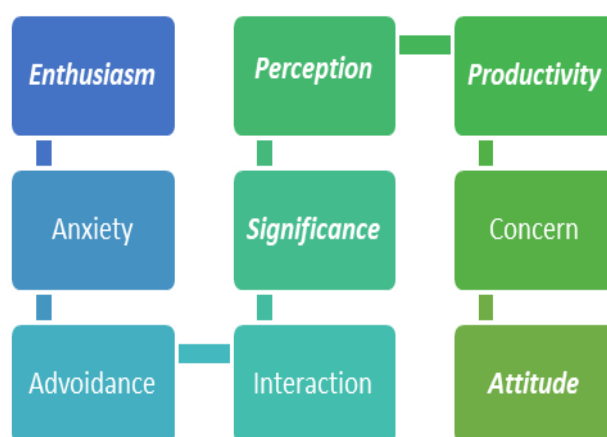 Enthusiasm
Anxiety
Advoidance
Interaction
Significance
Perception
Productivity
Concern
Attitude